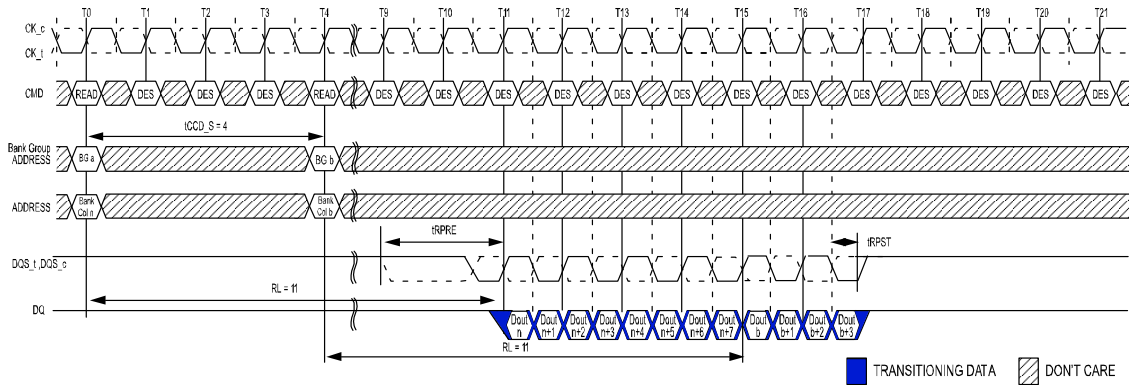 T0 T1 T2 T3 T4 T9 T10 T11 T12 T13 T14 T15 T16 T17 T18 T19 T20 T21
CK_c
CK_t
CMD READ DES DES DES READ DES DES DES DES DES DES DES DES DES DES DES DES DES
tCCD_S = 4
Bank Group
ADDRESS BG a BG b
ADDRESS Bank Col n Bank Col b
tRPRE tRPST
DQS_t ,DQS_c
RL = 11
DQ
Dout n Dout n+1 Dout n+2 Dout n+3 Dout n+4 Dout n+5 Dout n+6 Dout n+7 Dout b Dout b+1 Dout b+2 Dout b+3
RL = 11
TRANSITIONING DATA DON'T CARE